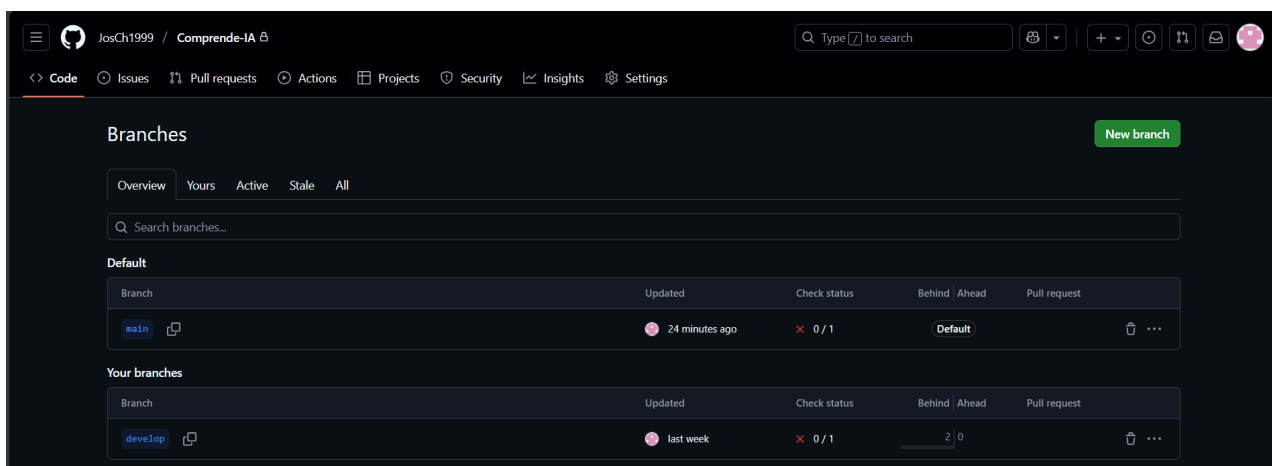 JosCh1999 / Comprende-IA
Type / to search
Code Issues Pull requests Actions Projects Security Insights Settings
Branches
New branch
Overview Yours Active Stale All
Search branches...
Default
Branch Updated Check status Behind Ahead Pull request
main 24 minutes ago 0 / 1 Default
Your branches
Branch Updated Check status Behind Ahead Pull request
develop last week 0 / 1 2 0